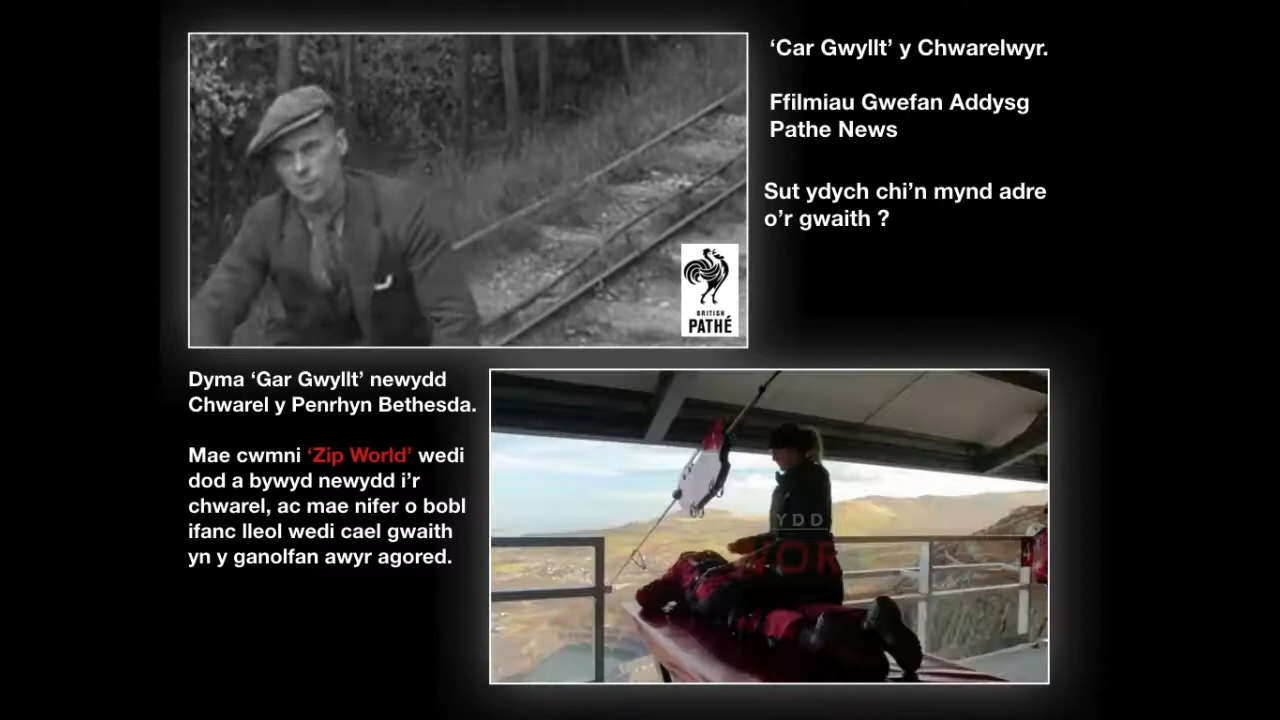 ‘Car Gwyllt’ y Chwarelwyr.
Ffilmiau Gwefan Addysg
Pathe News
Sut ydych chi’n mynd adre
o’r gwaith ?
BRITISH
PATHÉ
Dyma ‘Gar Gwyllt’ newydd
Chwarel y Penrhyn Bethesda.
Mae cwmni ‘Zip World’ wedi
dod a bywyd newydd i’r
chwarel, ac mae nifer o bobl
ifanc lleol wedi cael gwaith
yn y ganolfan awyr agored.
YDD
NOR